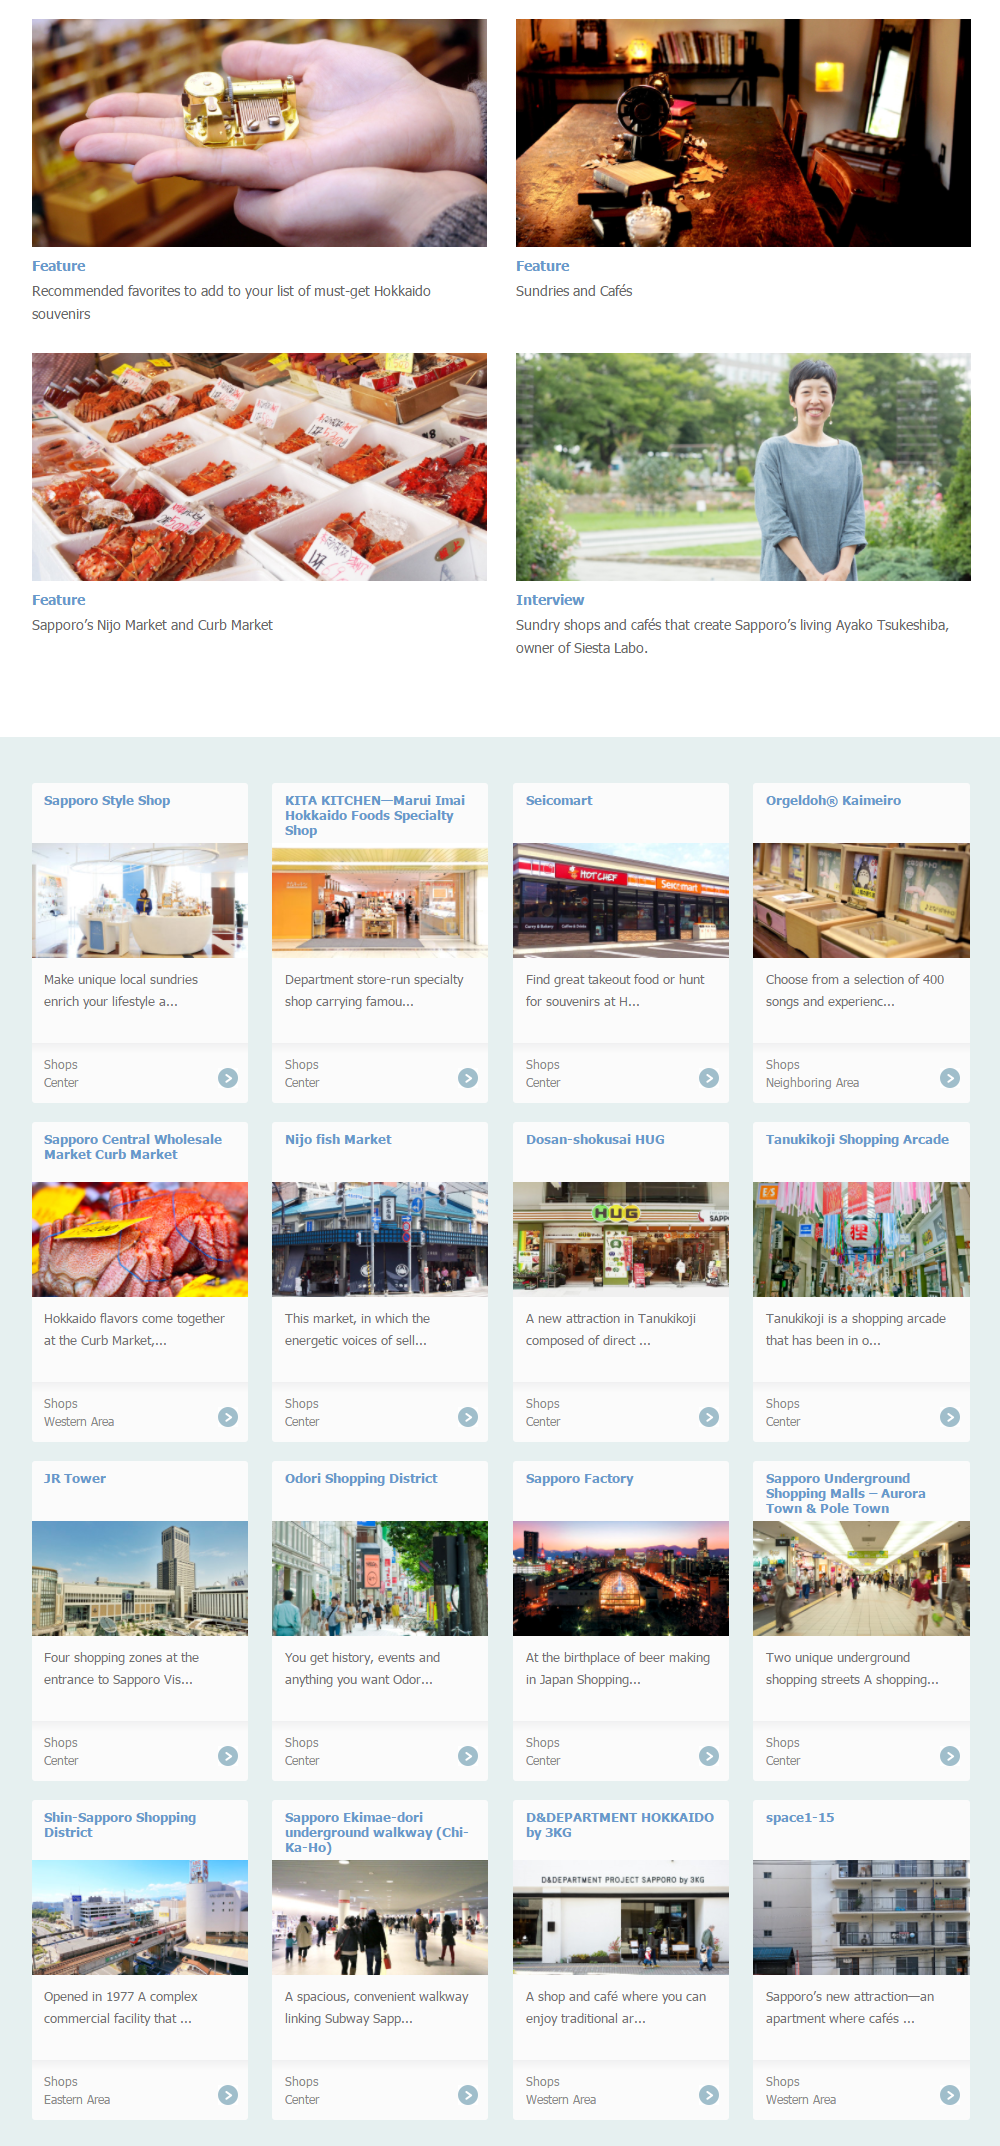 Feature
Recommended favorites to add to your list of must-get Hokkaido
souvenirs
Feature
Sundries and Cafés
Feature
Sapporo’s Nijo Market and Curb Market
Interview
Sundry shops and cafés that create Sapporo’s living Ayako Tsukeshiba,
owner of Siesta Labo.
Sapporo Style Shop
Make unique local sundries
enrich your lifestyle a...
Shops
Center
KITA KITCHEN—Marui Imai
Hokkaido Foods Specialty
Shop
Department store-run specialty
shop carrying famou...
Shops
Center
Seicomart
HOT CHEF
Seicomart
Find great takeout food or hunt
for souvenirs at H...
Shops
Center
Orgeldoh® Kaimeiro
Choose from a selection of 400
songs and experienc...
Shops
Neighboring Area
Sapporo Central Wholesale
Market Curb Market
Hokkaido flavors come together
at the Curb Market,...
Shops
Western Area
Nijo fish Market
This market, in which the
energetic voices of sell...
Shops
Center
Dosan-shokusai HUG
HUG
SAPP
A new attraction in Tanukikoji
composed of direct ...
Shops
Center
Tanukikoji Shopping Arcade
狸
Tanukikoji is a shopping arcade
that has been in o...
Shops
Center
JR Tower
Four shopping zones at the
entrance to Sapporo Vis...
Shops
Center
Odori Shopping District
You get history, events and
anything you want Odor...
Shops
Center
Sapporo Factory
At the birthplace of beer making
in Japan Shopping...
Shops
Center
Sapporo Underground
Shopping Malls – Aurora
Town & Pole Town
Two unique underground
shopping streets A shopping...
Shops
Center
Shin-Sapporo Shopping
District
Opened in 1977 A complex
commercial facility that ...
Shops
Eastern Area
Sapporo Ekimae-dori
underground walkway (Chi-
Ka-Ho)
A spacious, convenient walkway
linking Subway Sapp...
Shops
Center
D&DEPARTMENT HOKKAIDO
by 3KG
D&DEPARTMENT PROJECT SAPPORO by 3KG
A shop and café where you can
enjoy traditional ar...
Shops
Western Area
space1-15
Sapporo’s new attraction—an
apartment where cafés ...
Shops
Western Area